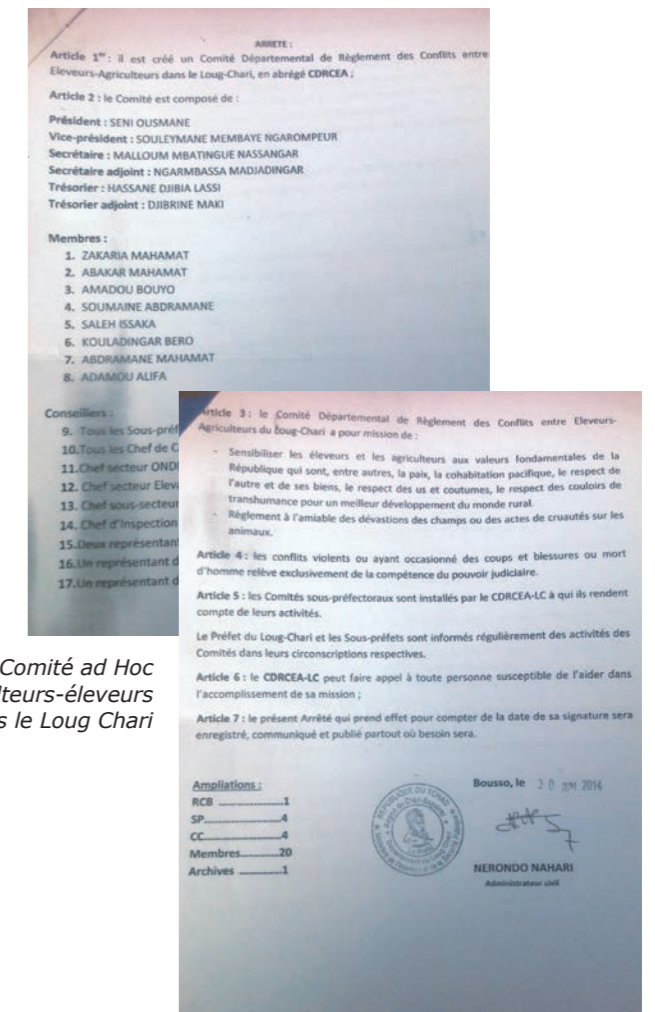 ARRETE :
Article 1er : il est créé un Comité Départemental de Règlement des Conflits entre
Eleveurs-Agriculteurs dans le Loug-Chari, en abrégé CDRCEA ;
Article 2 : le Comité est composé de :
Président : SENI OUSMANE
Vice-président : SOULEYMANE MEMBAYE NGAROMPEUR
Secrétaire : MALLOUM MBATINGUE NASSANGAR
Secrétaire adjoint : NGARMBASSA MADJADINGAR
Trésorier : HASSANE DJIBIA LASSI
Trésorier adjoint : DJIBRINE MAKI
Membres :
1. ZAKARIA MAHAMAT
2. ABAKAR MAHAMAT
3. AMADOU BOUYO
4. SOUMAINE ABDRAMANE
5. SALEH ISSAKA
6. KOULADINGAR BERO
7. ABDRAMANE MAHAMAT
8. ADAMOU ALIFA
Conseillers :
9. Tous les Sous-préf
10.Tous les Chef de C
11.Chef secteur OND
12. Chef secteur Elev
13. Chef sous-secteur
14. Chef d'Inspection
15.Deux représentan
16.Un représentant d
17.Un représentant d
Article 3 : le Comité Départemental de Règlement des Conflits entre Eleveurs-
Agriculteurs du Loug-Chari a pour mission de :
- Sensibiliser les éleveurs et les agriculteurs aux valeurs fondamentales de la
République qui sont, entre autres, la paix, la cohabitation pacifique, le respect de
l'autre et de ses biens, le respect des us et coutumes, le respect des couloirs de
transhumance pour un meilleur développement du monde rural.
- Règlement à l'amiable des dévastions des champs ou des actes de cruautés sur les
animaux.
Article 4 : les conflits violents ou ayant occasionné des coups et blessures ou mort
d'homme relève exclusivement de la compétence du pouvoir judiciaire.
Article 5 : les Comités sous-préfectoraux sont installés par le CDRCEA-LC à qui ils rendent
compte de leurs activités.
Le Préfet du Loug-Chari et les Sous-préfets sont informés régulièrement des activités des
Comités dans leurs circonscriptions respectives.
Article 6 : le CDRCEA-LC peut faire appel à toute personne susceptible de l'aider dans
l'accomplissement de sa mission ;
Article 7 : le présent Arrêté qui prend effet pour compter de la date de sa signature sera
enregistré, communiqué et publié partout où besoin sera.
Ampliations :
RCB .......................1
SP..........................4
CC..........................4
Membres..............20
Archives ................1
REPUBLIQUE DU TCHAD
Bousso, le 2014
NERONDO NAHARI
Administrateur civil
Comité ad Hoc
lteurs-éleveurs
s le Loug Chari